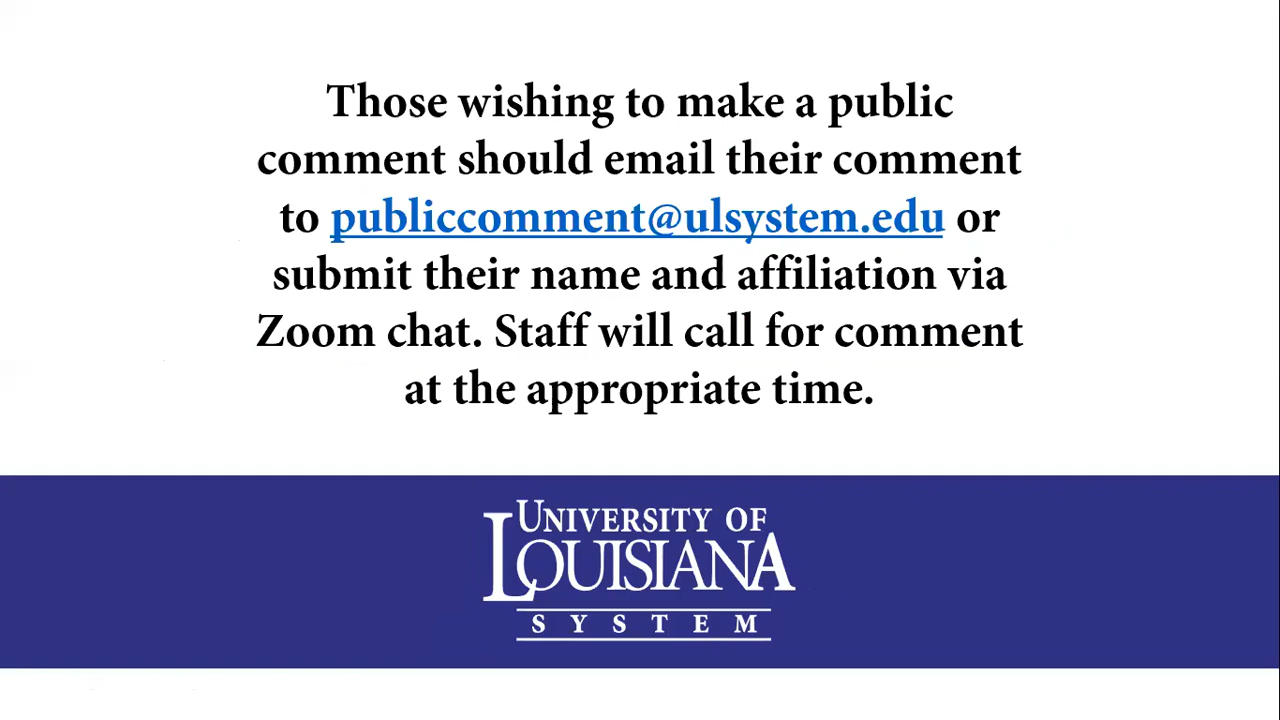 Those wishing to make a public
comment should email their comment
to publiccomment@ulsystem.edu or
submit their name and affiliation via
Zoom chat. Staff will call for comment
at the appropriate time.
UNIVERSITY OF
LOUISIANA
SYSTEM